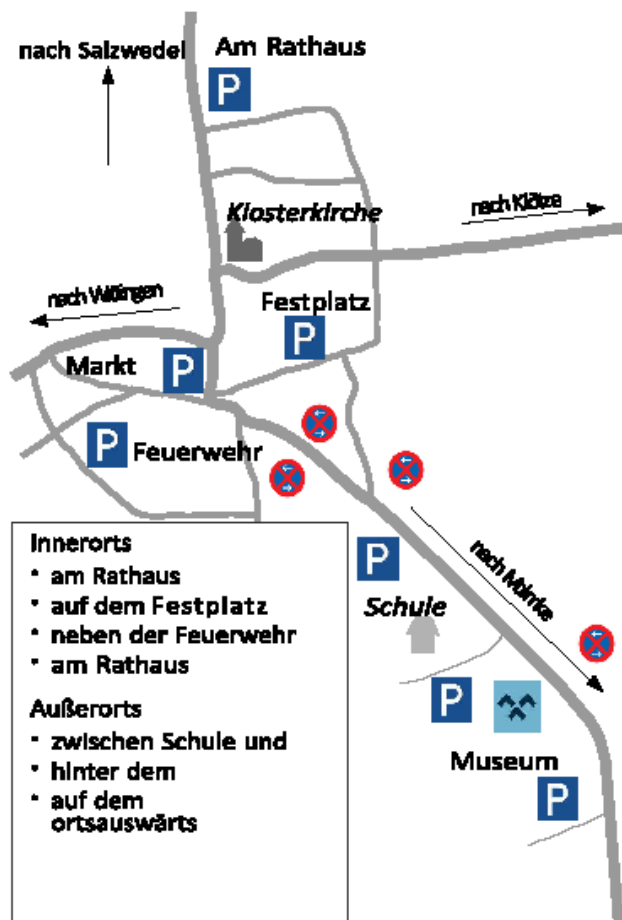 nach Salzwedel
Am Rathaus
P
Klosterkirche
nach Klötze
nach Wittingen
Festplatz
P
Markt
P
P
Feuerwehr
nach Mahnke
P
Schule
P
Museum
P
Innerorts
· am Rathaus
· auf dem Festplatz
· neben der Feuerwehr
· am Rathaus
Außerorts
· zwischen Schule und
· hinter dem
· auf dem
ortsauswärts